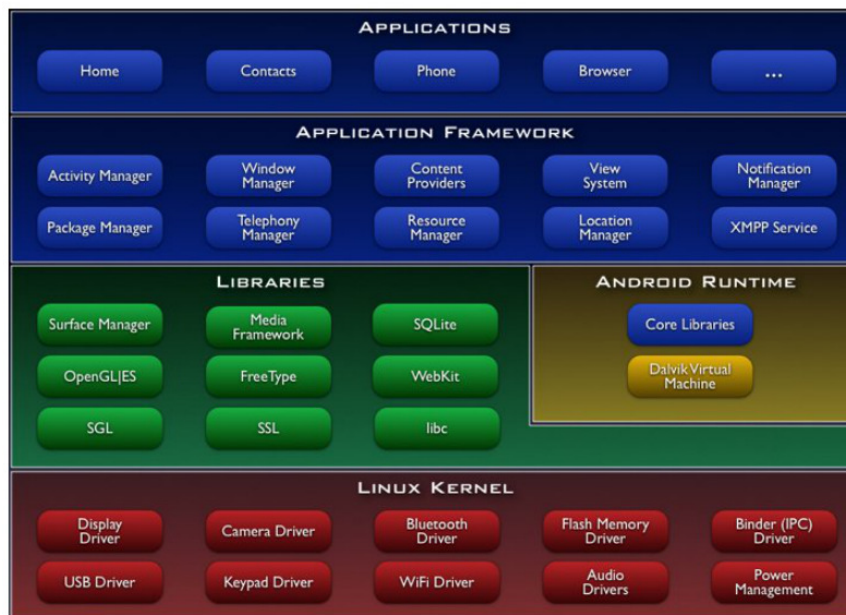 APPLICATIONS
Home
Contacts
Phone
Browser
...
APPLICATION FRAMEWORK
Activity Manager
Window
Manager
Content
Providers
View
System
Notification
Manager
Package Manager
Telephony
Manager
Resource
Manager
Location
Manager
XMPP Service
LIBRARIES
Surface Manager
Media
Framework
SQLite
OpenGL|ES
FreeType
WebKit
SGL
SSL
libc
ANDROID RUNTIME
Core Libraries
Dalvik Virtual
Machine
LINUX KERNEL
Display
Driver
Camera Driver
Bluetooth
Driver
Flash Memory
Driver
Binder (IPC)
Driver
USB Driver
Keypad Driver
WiFi Driver
Audio
Drivers
Power
Management